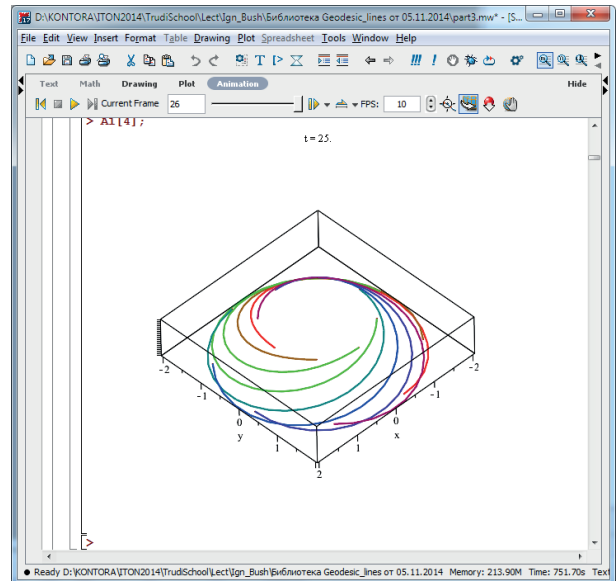 D:\KONTORA\ITON2014\TrudiSchool\Lect\Ign_Bush\Библиотека Geodesic_lines от 05.11.2014\part3.mw* - [S...
File Edit View Insert Format Table Drawing Plot Spreadsheet Tools Window Help
Text Math Drawing Plot Animation Hide
Current Frame 26 FPS: 10
> A1[4];
t = 25.
-2 -2
-1 -1
0 0
y x
1 1
2
>
Ready D:\KONTORA\ITON2014\TrudiSchool\Lect\Ign_Bush\Библиотека Geodesic_lines от 05.11.2014 Memory: 213.90M Time: 751.70s Text